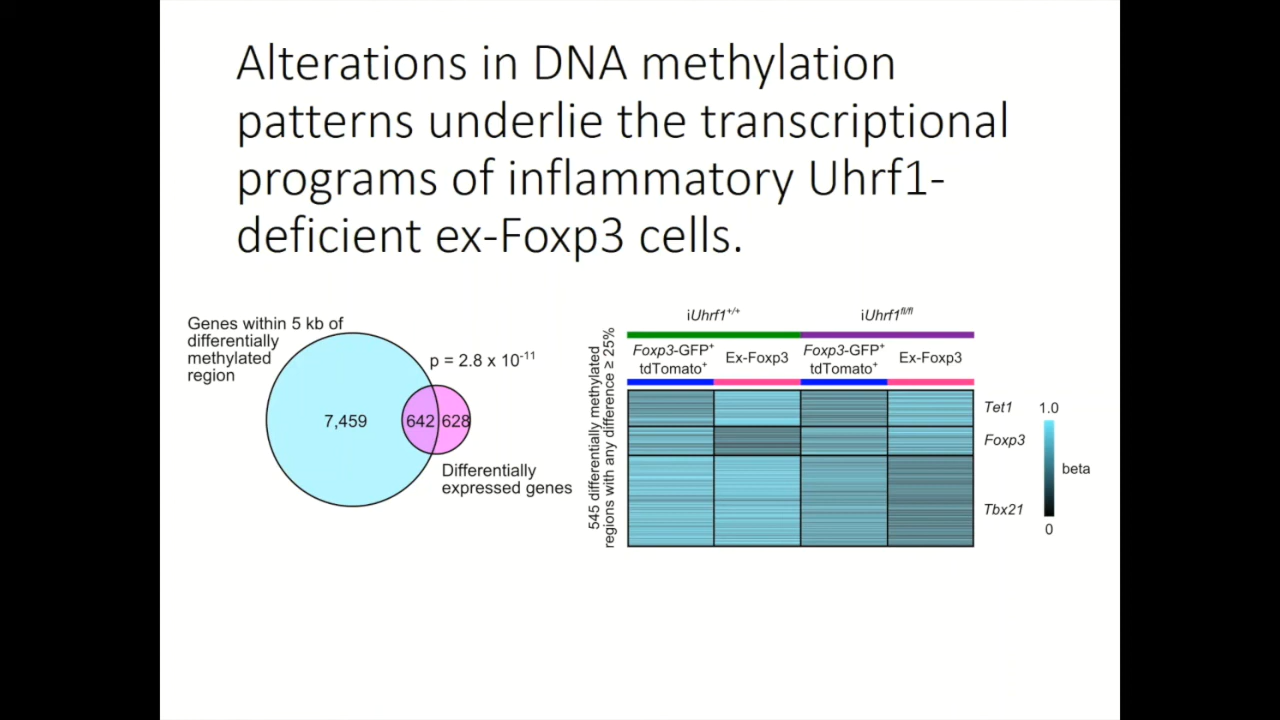 Alterations in DNA methylation
patterns underlie the transcriptional
programs of inflammatory Uhrf1-
deficient ex-Foxp3 cells.
Genes within 5 kb of
differentially
methylated
region
p = 2.8 x 10⁻¹¹
7,459
642
628
Differentially
expressed genes
545 differentially methylated
regions with any difference ≥ 25%
iUhrf1⁺/⁺
iUhrf1ᶠˡ/ᶠˡ
Foxp3-GFP⁺
tdTomato⁺
Ex-Foxp3
Foxp3-GFP⁺
tdTomato⁺
Ex-Foxp3
Tet1
Foxp3
Tbx21
1.0
beta
0